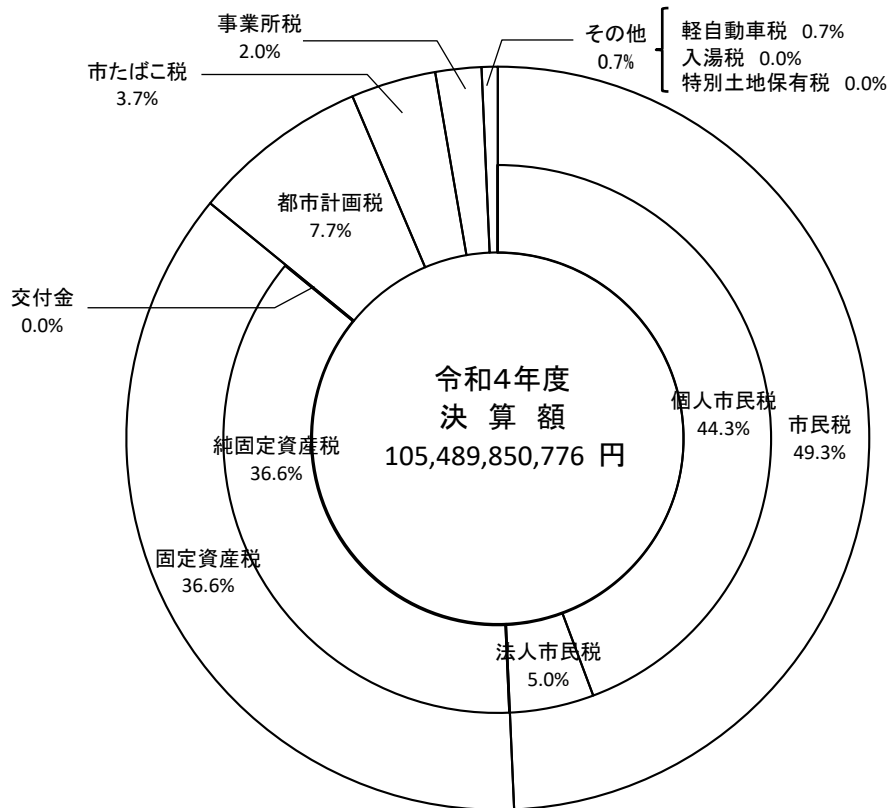 事業所税
2.0%
市たばこ税
3.7%
その他
0.7%
軽自動車税 0.7%
入湯税 0.0%
特別土地保有税 0.0%
都市計画税
7.7%
交付金
0.0%
令和4年度
決 算 額
105,489,850,776 円
個人市民税
44.3%
市民税
49.3%
純固定資産税
36.6%
固定資産税
36.6%
法人市民税
5.0%